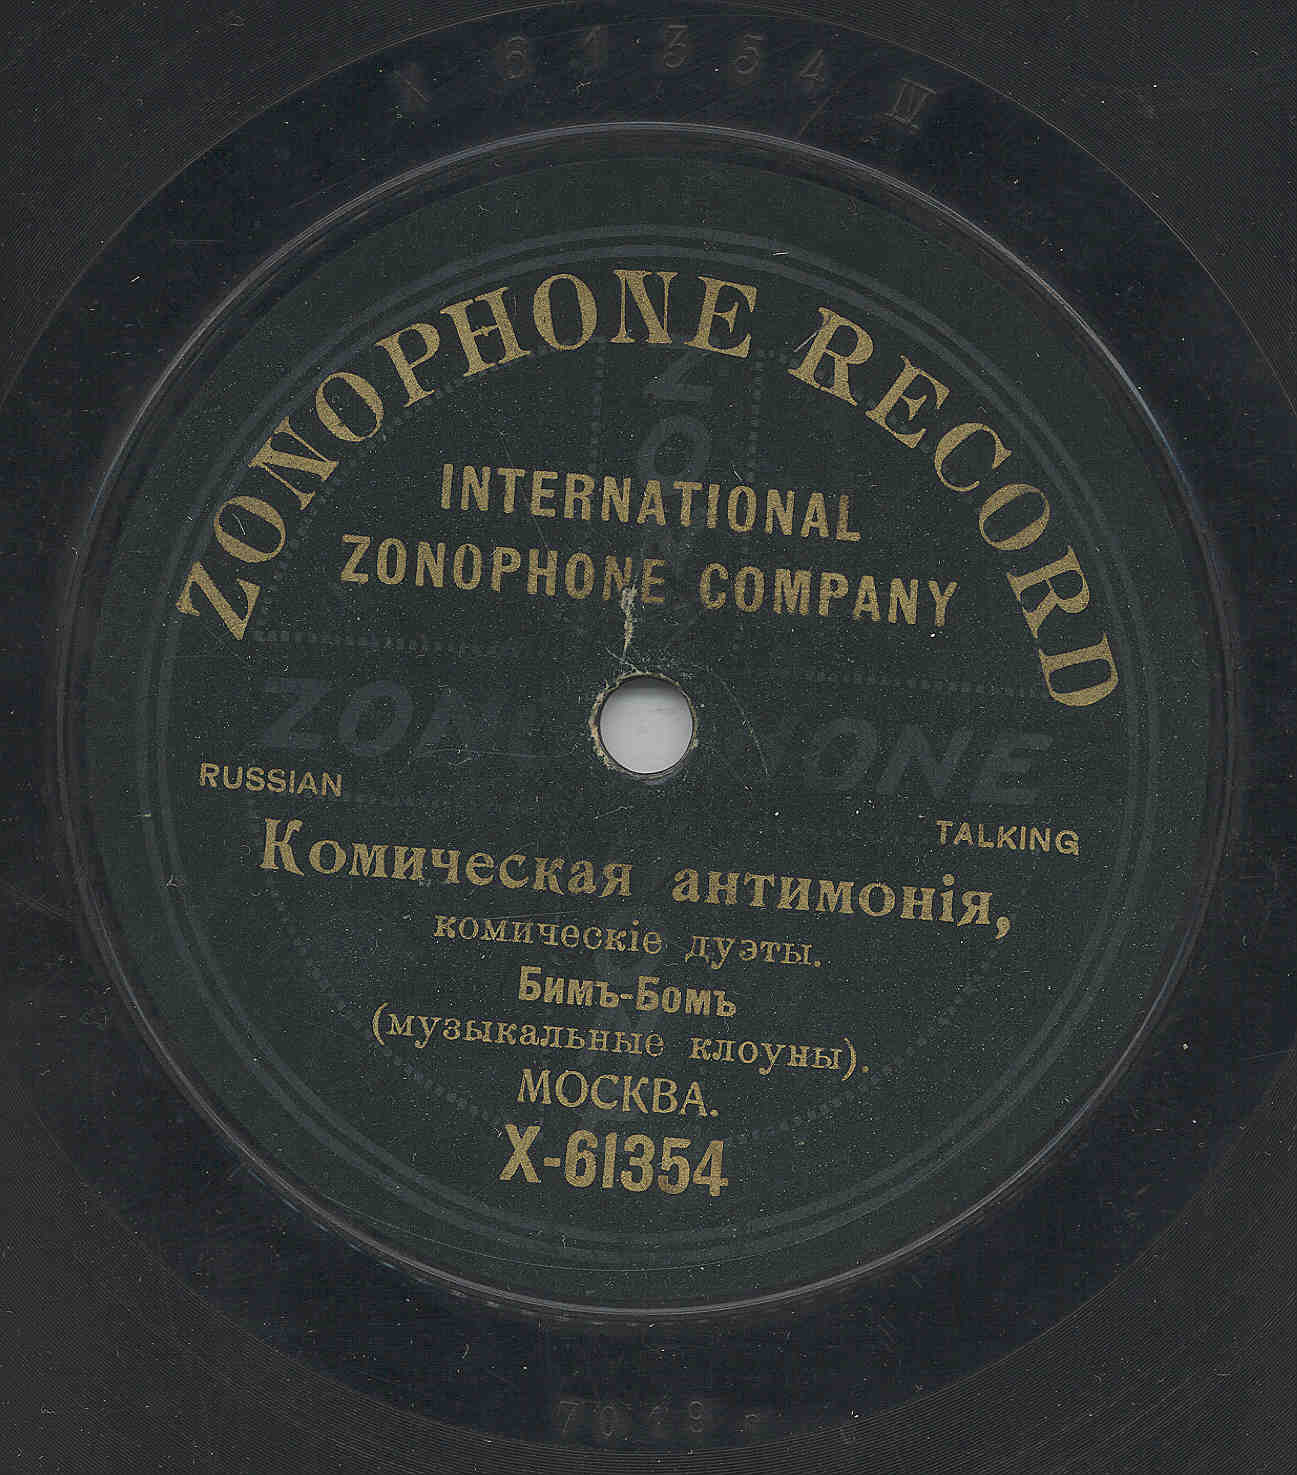 X 61354 IV
ZONOPHONE RECORD
INTERNATIONAL
ZONOPHONE COMPANY
ZONOPHONE
RUSSIAN
TALKING
Комическая антимонія,
комическіе дуэты.
Бимъ-Бомъ
(музыкальные клоуны).
МОСКВА.
X-61354